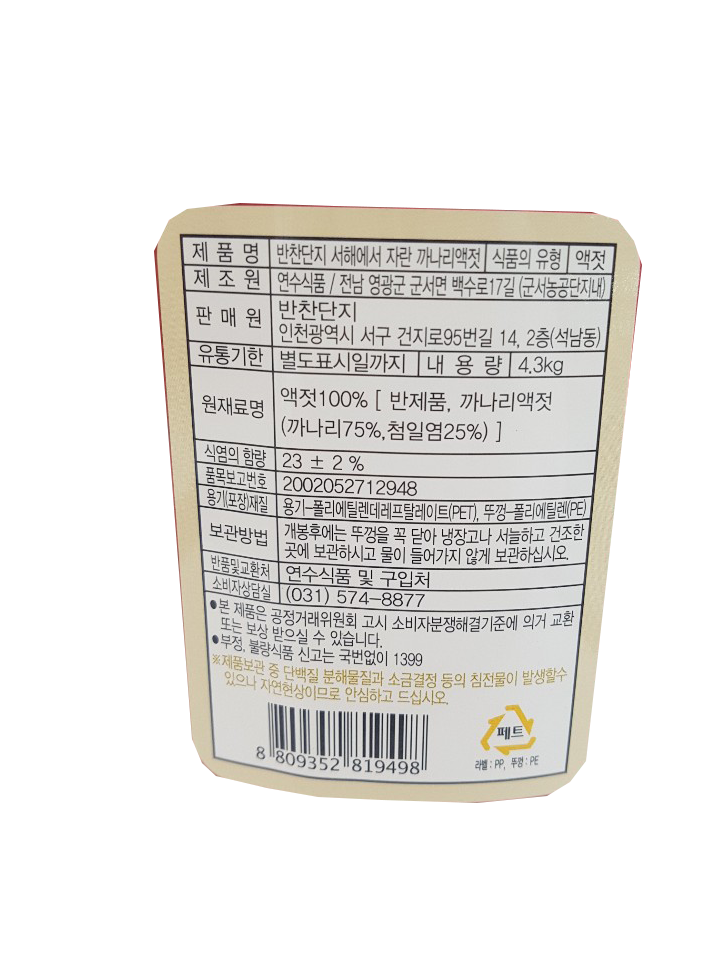 제 품 명 반찬단지 서해에서 자란 까나리액젓 식품의 유형 액젓
제 조 원 연수식품 / 전남 영광군 군서면 백수로17길 (군서농공단지내)
판 매 원 반찬단지
인천광역시 서구 건지로95번길 14, 2층(석남동)
유통기한 별도표시일까지 내 용 량 4.3kg
원재료명 액젓100% [ 반제품, 까나리액젓
(까나리75%,첨일염25%) ]
식염의 함량 23 ± 2 %
품목보고번호 2002052712948
용기(포장)재질 용기-폴리에틸렌데레프탈레이트(PET), 뚜껑-폴리에틸렌(PE)
보관방법 개봉후에는 뚜껑을 꼭 닫아 냉장고나 서늘하고 건조한
곳에 보관하시고 물이 들어가지 않게 보관하십시오.
반품및교환처 연수식품 및 구입처
소비자상담실 (031) 574-8877
●본 제품은 공정거래위원회 고시 소비자분쟁해결기준에 의거 교환
또는 보상 받으실 수 있습니다.
●부정, 불량식품 신고는 국번없이 1399
※제품보관 중 단백질 분해물질과 소금결정 등의 침전물이 발생할수
있으나 자연현상이므로 안심하고 드십시오.
페트
8 809352 819498
라벨 : PP, 뚜껑 : PE